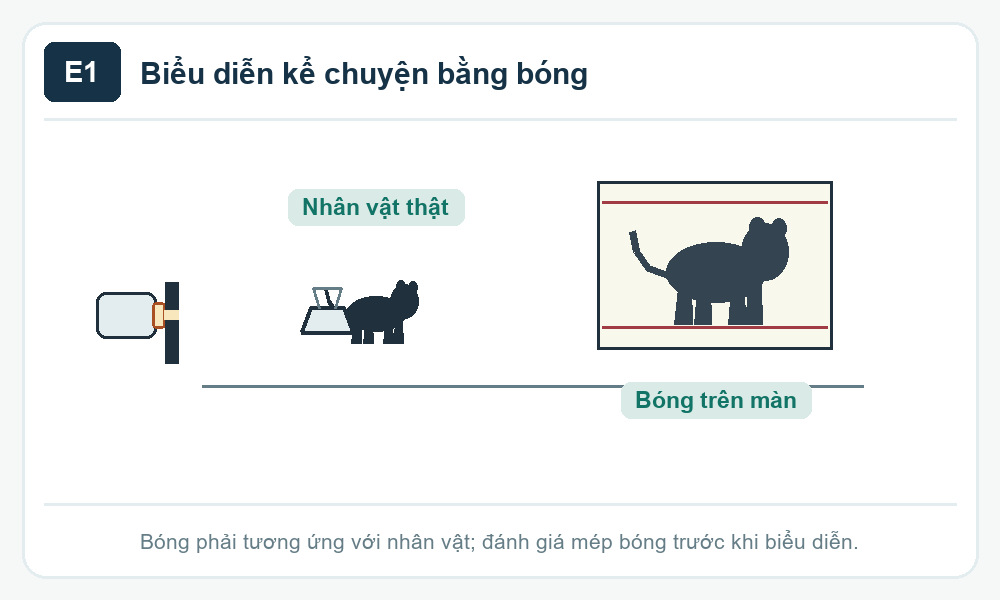 E1
Biểu diễn kể chuyện bằng bóng
Nhân vật thật
Bóng trên màn
Bóng phải tương ứng với nhân vật; đánh giá mép bóng trước khi biểu diễn.